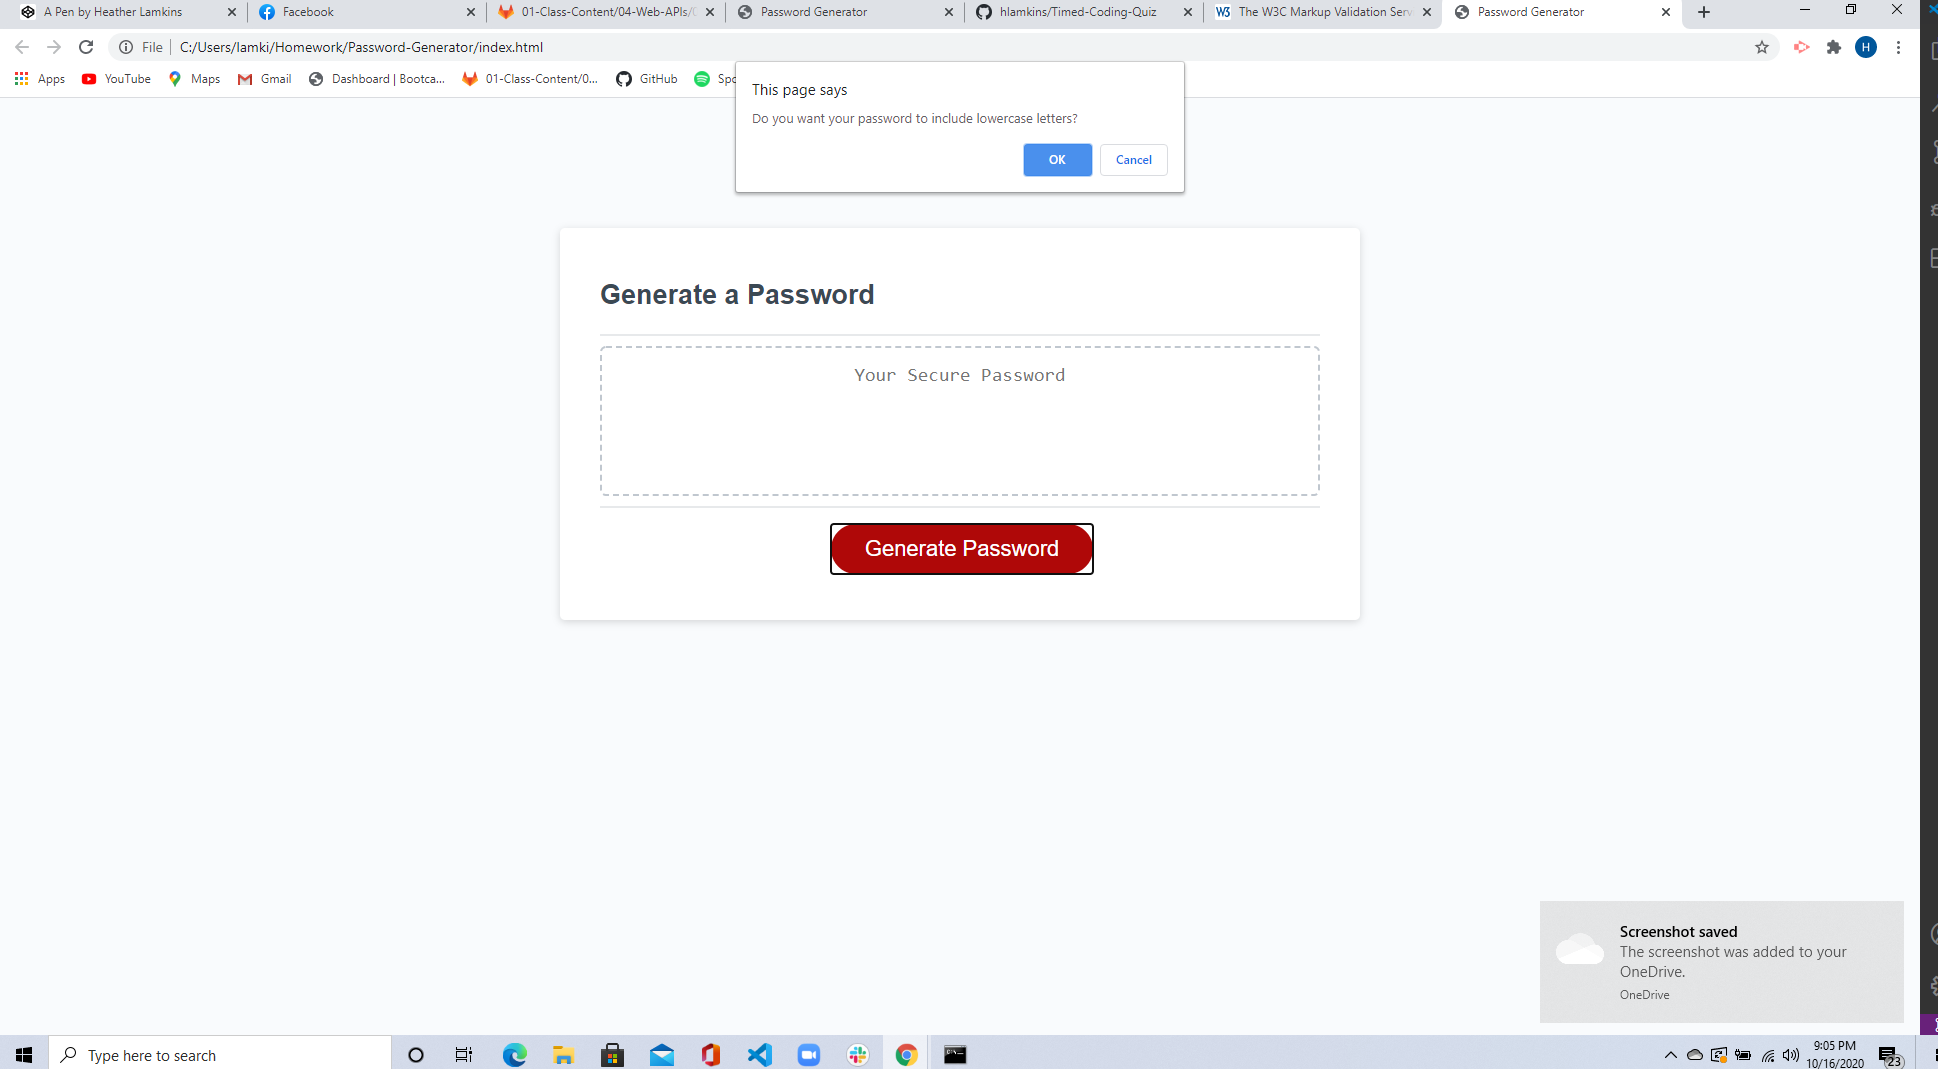 A Pen by Heather Lamkins
Facebook
01-Class-Content/04-Web-APIs/
Password Generator
hlamkins/Timed-Coding-Quiz
W3 The W3C Markup Validation Serv
Password Generator
File C:/Users/lamki/Homework/Password-Generator/index.html
H
Apps
YouTube
Maps
Gmail
Dashboard | Bootca...
01-Class-Content/0...
GitHub
Spo
This page says
Do you want your password to include lowercase letters?
OK
Cancel
Generate a Password
Your Secure Password
Generate Password
Screenshot saved
The screenshot was added to your
OneDrive.
OneDrive
Type here to search
9:05 PM
10/16/2020
23